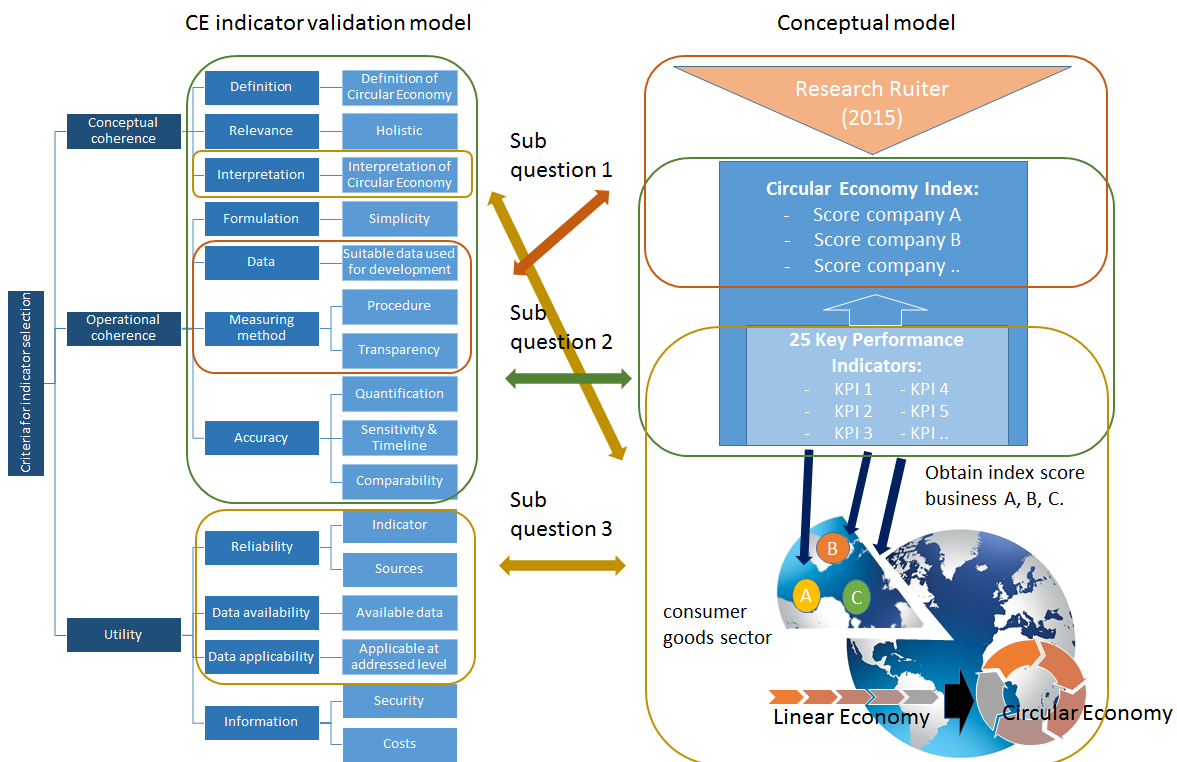 CE indicator validation model
Conceptual model
Criteria for indicator selection
Conceptual
coherence
Definition
Definition of
Circular Economy
Relevance
Holistic
Interpretation
Interpretation of
Circular Economy
Operational
coherence
Formulation
Simplicity
Data
Suitable data used
for development
Measuring
method
Procedure
Transparency
Accuracy
Quantification
Sensitivity &
Timeline
Comparability
Utility
Reliability
Indicator
Sources
Data availability
Available data
Data applicability
Applicable at
addressed level
Information
Security
Costs
Sub
question 1
Sub
question 2
Sub
question 3
Research Ruiter
(2015)
Circular Economy Index:
- Score company A
- Score company B
- Score company ..
25 Key Performance
Indicators:
- KPI 1 - KPI 4
- KPI 2 - KPI 5
- KPI 3 - KPI ..
Obtain index score
business A, B, C.
B
A
C
consumer
goods sector
Linear Economy
Circular Economy